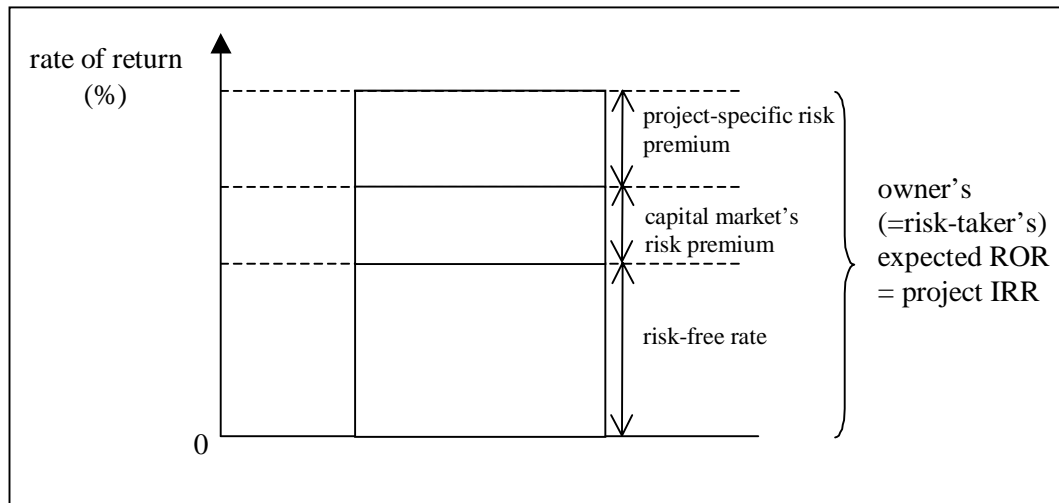 rate of return
(%)
project-specific risk
premium
capital market’s
risk premium
risk-free rate
owner’s
(=risk-taker’s)
expected ROR
= project IRR
0